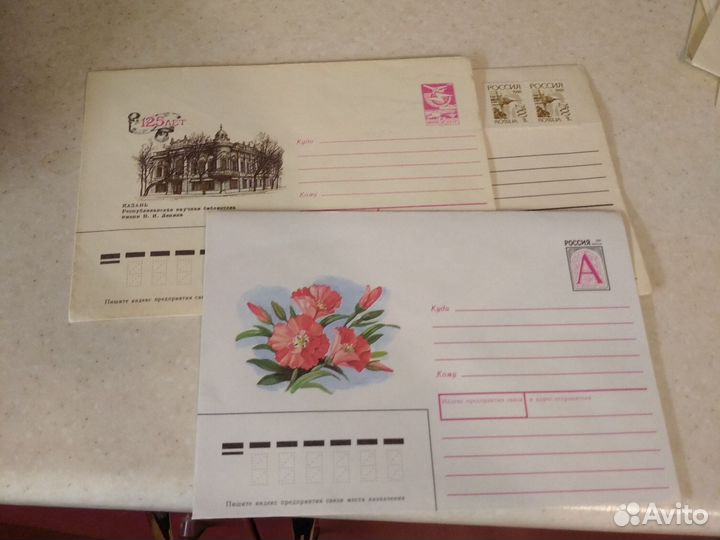 125 ЛЕТ
КАЗАНЬ
Республиканская научная библиотека
имени В. И. Ленина
Куда
Кому
Пишите индекс предприятия свя
РОССИЯ
РОССИЯ
РОССИЯ
А
Куда
Кому
Индекс предприятия связи и адрес отправителя
Пишите индекс предприятия связи места назначения
Avito